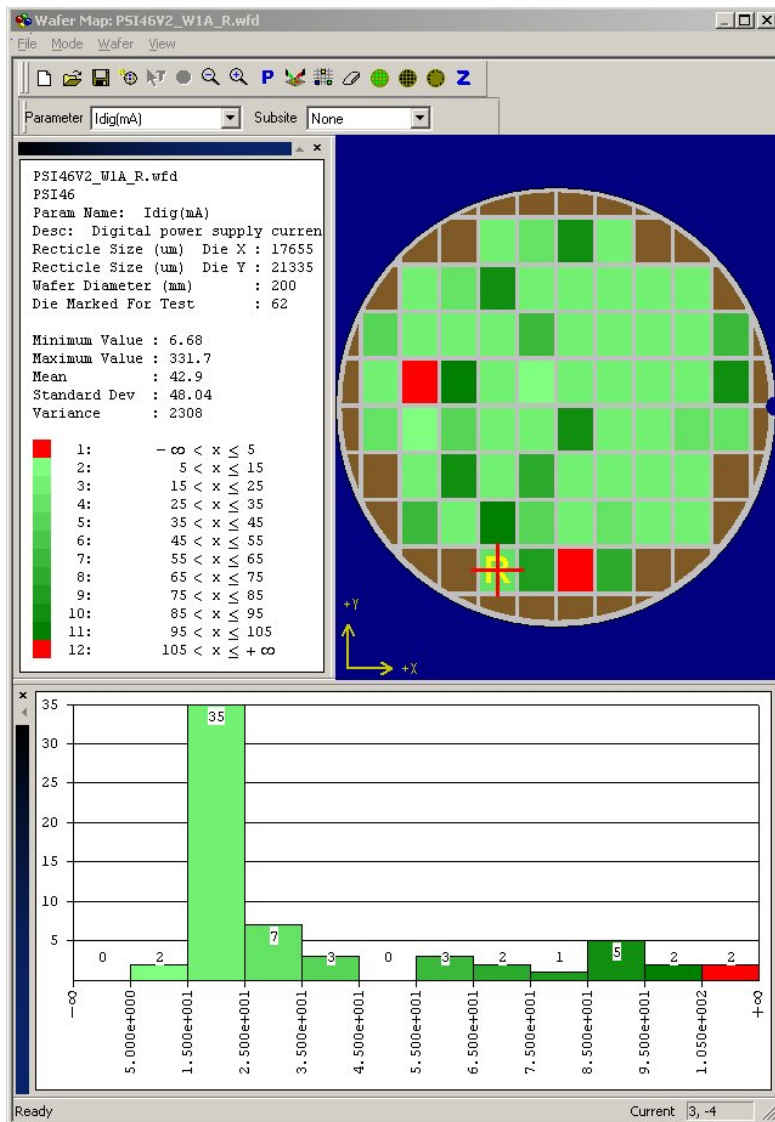 Wafer Map: PSI46V2_W1A_R.wfd
File Mode Wafer View
T P Z
Parameter Idig(mA) Subsite None
PSI46V2_W1A_R.wfd
PSI46
Param Name: Idig(mA)
Desc: Digital power supply curren
Recticle Size (um) Die X : 17655
Recticle Size (um) Die Y : 21335
Wafer Diameter (mm) : 200
Die Marked For Test : 62
Minimum Value : 6.68
Maximum Value : 331.7
Mean : 42.9
Standard Dev : 48.04
Variance : 2308
1: -∞ < x ≤ 5
2: 5 < x ≤ 15
3: 15 < x ≤ 25
4: 25 < x ≤ 35
5: 35 < x ≤ 45
6: 45 < x ≤ 55
7: 55 < x ≤ 65
8: 65 < x ≤ 75
9: 75 < x ≤ 85
10: 85 < x ≤ 95
11: 95 < x ≤ 105
12: 105 < x ≤ +∞
R
+Y
+X
35
30
25
20
15
10
5
0 2 35 7 3 0 3 2 1 5 2 2
-∞ 5.000e+000 1.500e+001 2.500e+001 3.500e+001 4.500e+001 5.500e+001 6.500e+001 7.500e+001 8.500e+001 9.500e+001 1.050e+002 +∞
Ready Current 3, -4